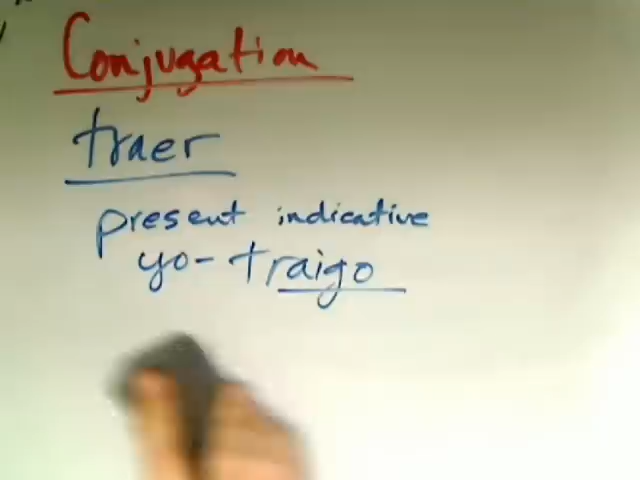 Conjugation
traer
present indicative
yo - traigo